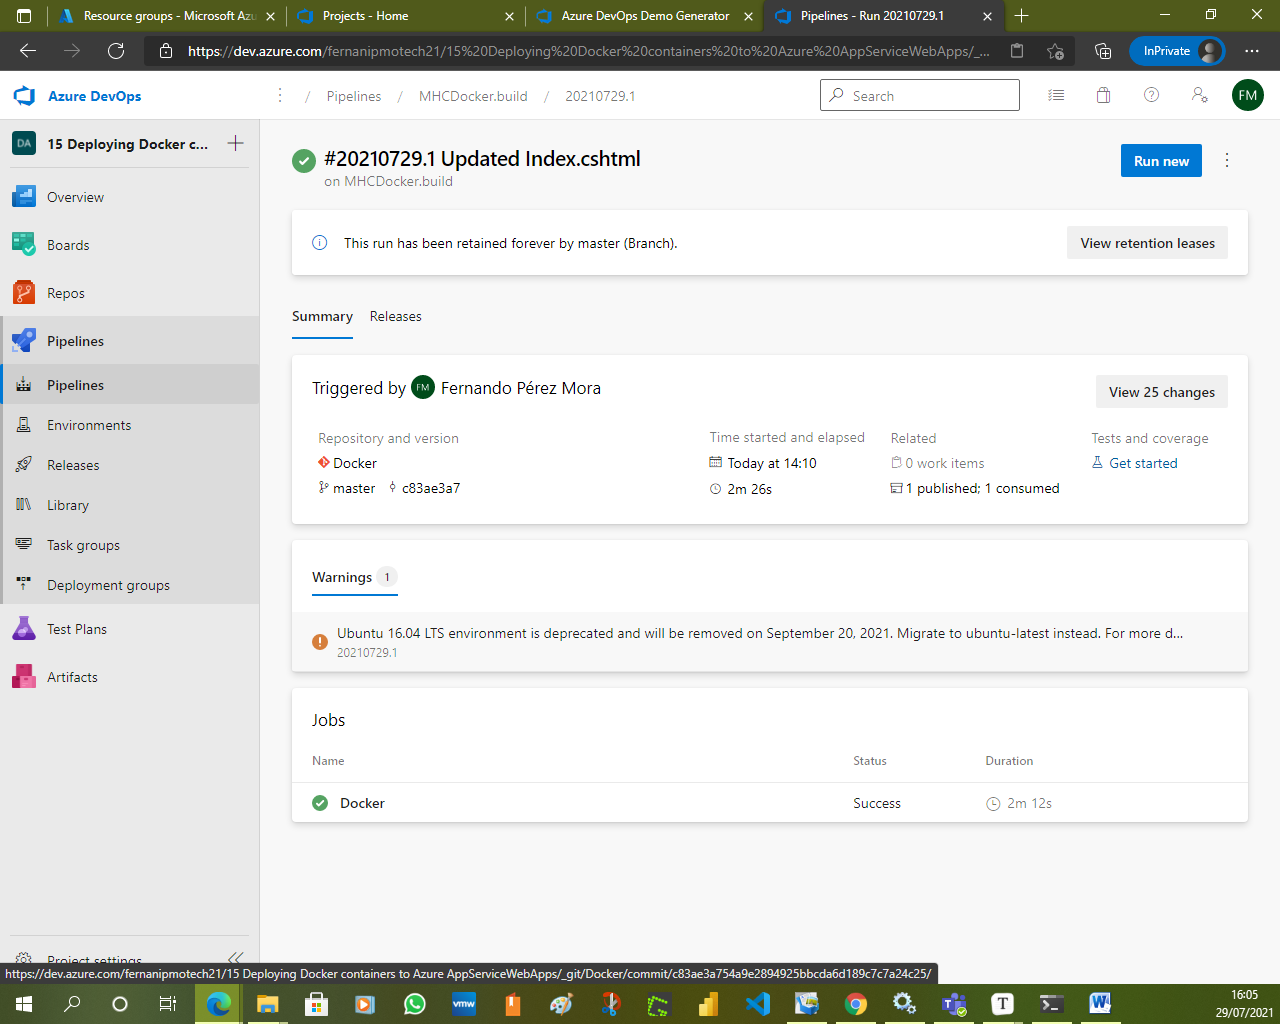 Resource groups - Microsoft Azu
Projects - Home
Azure DevOps Demo Generator
Pipelines - Run 20210729.1
https://dev.azure.com/fernanipmotech21/15%20Deploying%20Docker%20containers%20to%20Azure%20AppServiceWebApps/_...
InPrivate
Azure DevOps
/ Pipelines / MHCDocker.build / 20210729.1
Search
FM
DA 15 Deploying Docker c...
Overview
Boards
Repos
Pipelines
Pipelines
Environments
Releases
Library
Task groups
Deployment groups
Test Plans
Artifacts
Project settings
#20210729.1 Updated Index.cshtml
on MHCDocker.build
Run new
This run has been retained forever by master (Branch).
View retention leases
Summary
Releases
Triggered by FM Fernando Pérez Mora
View 25 changes
Repository and version
Docker
master c83ae3a7
Time started and elapsed
Today at 14:10
2m 26s
Related
0 work items
1 published; 1 consumed
Tests and coverage
Get started
Warnings 1
Ubuntu 16.04 LTS environment is deprecated and will be removed on September 20, 2021. Migrate to ubuntu-latest instead. For more d...
20210729.1
Jobs
Name Status Duration
Docker Success 2m 12s
https://dev.azure.com/fernanipmotech21/15 Deploying Docker containers to Azure AppServiceWebApps/_git/Docker/commit/c83ae3a754a9e2894925bbcda6d189c7c7a24c25/
vmw
T
W
16:05
29/07/2021